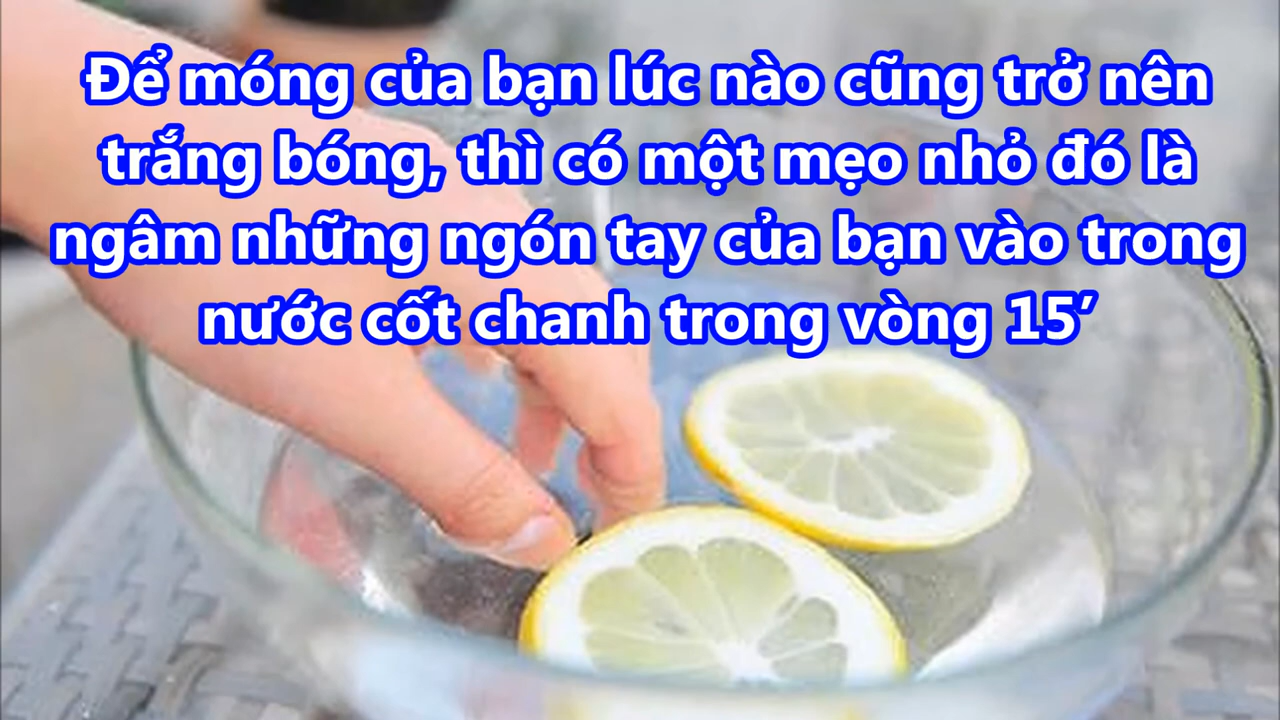 Để móng của bạn lúc nào cũng trở nên
trắng bóng, thì có một mẹo nhỏ đó là
ngâm những ngón tay của bạn vào trong
nước cốt chanh trong vòng 15’